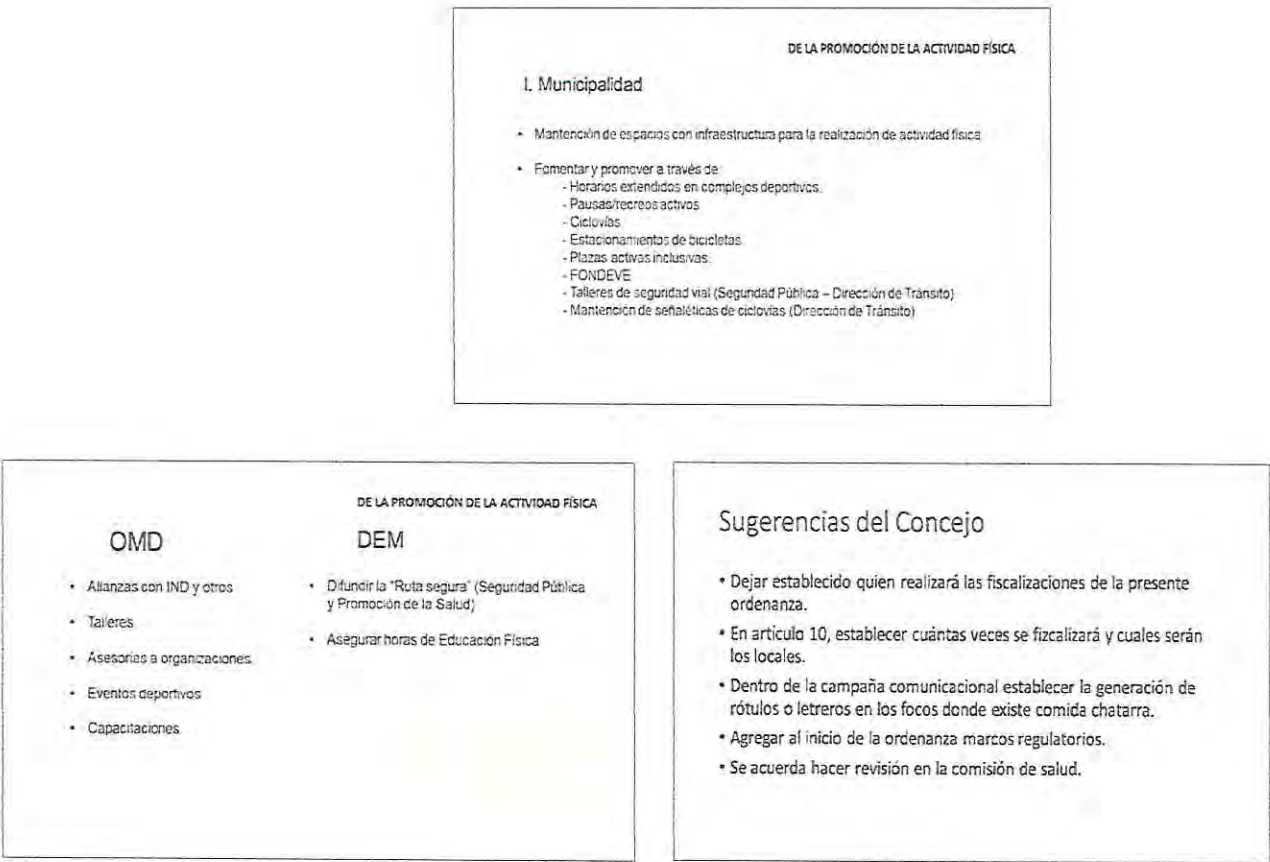 DE LA PROMOCIÓN DE LA ACTIVIDAD FÍSICA
I. Municipalidad
• Mantención de espacios con infraestructura para la realización de actividad física
• Fomentar y promover a través de
- Horarios extendidos en complejos deportivos.
- Pausas/recreos activos
- Ciclovías
- Estacionamientos de bicicletas
- Plazas activas inclusivas.
- FONDEVE
- Talleres de seguridad vial (Seguridad Pública – Dirección de Tránsito)
- Mantención de señaléticas de ciclovías (Dirección de Tránsito)
DE LA PROMOCIÓN DE LA ACTIVIDAD FÍSICA
OMD
• Alianzas con IND y otros
• Talleres
• Asesorías a organizaciones.
• Eventos deportivos
• Capacitaciones
DEM
• Difundir la "Ruta segura" (Seguridad Pública
y Promoción de la Salud)
• Asegurar horas de Educación Física
Sugerencias del Concejo
• Dejar establecido quien realizará las fiscalizaciones de la presente
ordenanza.
• En artículo 10, establecer cuántas veces se fizcalizará y cuales serán
los locales.
• Dentro de la campaña comunicacional establecer la generación de
rótulos o letreros en los focos donde existe comida chatarra.
• Agregar al inicio de la ordenanza marcos regulatorios.
• Se acuerda hacer revisión en la comisión de salud.